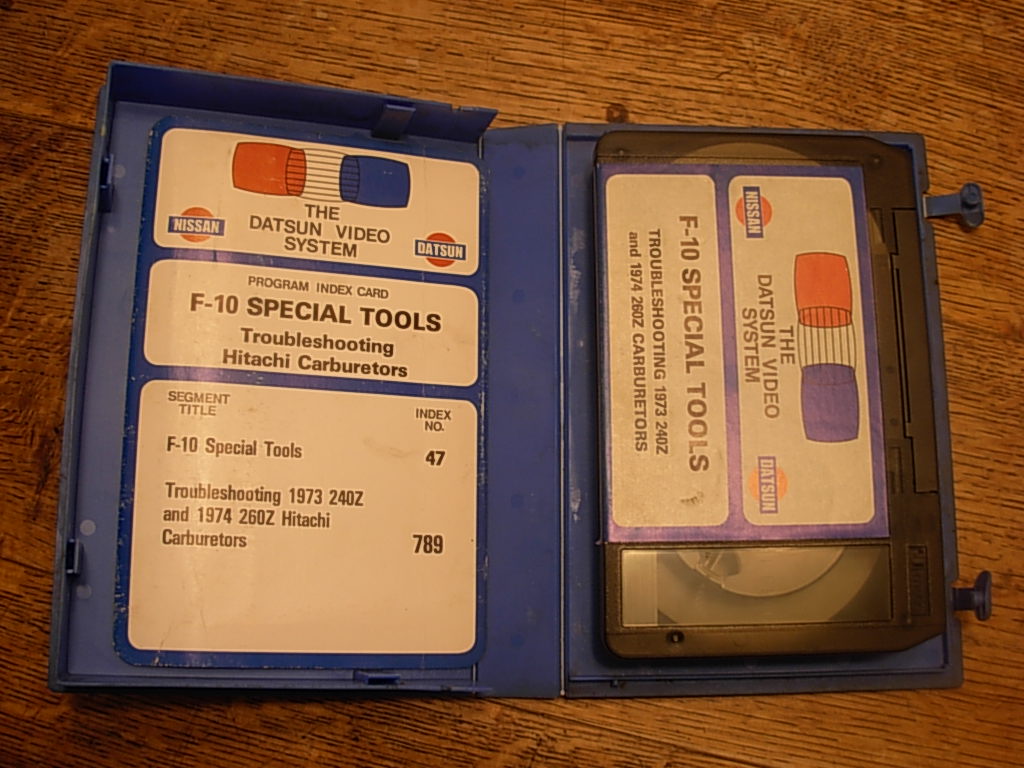 THE
DATSUN VIDEO
SYSTEM
NISSAN
DATSUN
PROGRAM INDEX CARD
F-10 SPECIAL TOOLS
Troubleshooting
Hitachi Carburetors
SEGMENT
TITLE
INDEX
NO.
F-10 Special Tools
47
Troubleshooting 1973 240Z
and 1974 260Z Hitachi
Carburetors
789
NISSAN
THE
DATSUN VIDEO
SYSTEM
DATSUN
F-10 SPECIAL TOOLS
TROUBLESHOOTING 1973 240Z
and 1974 260Z CARBURETORS